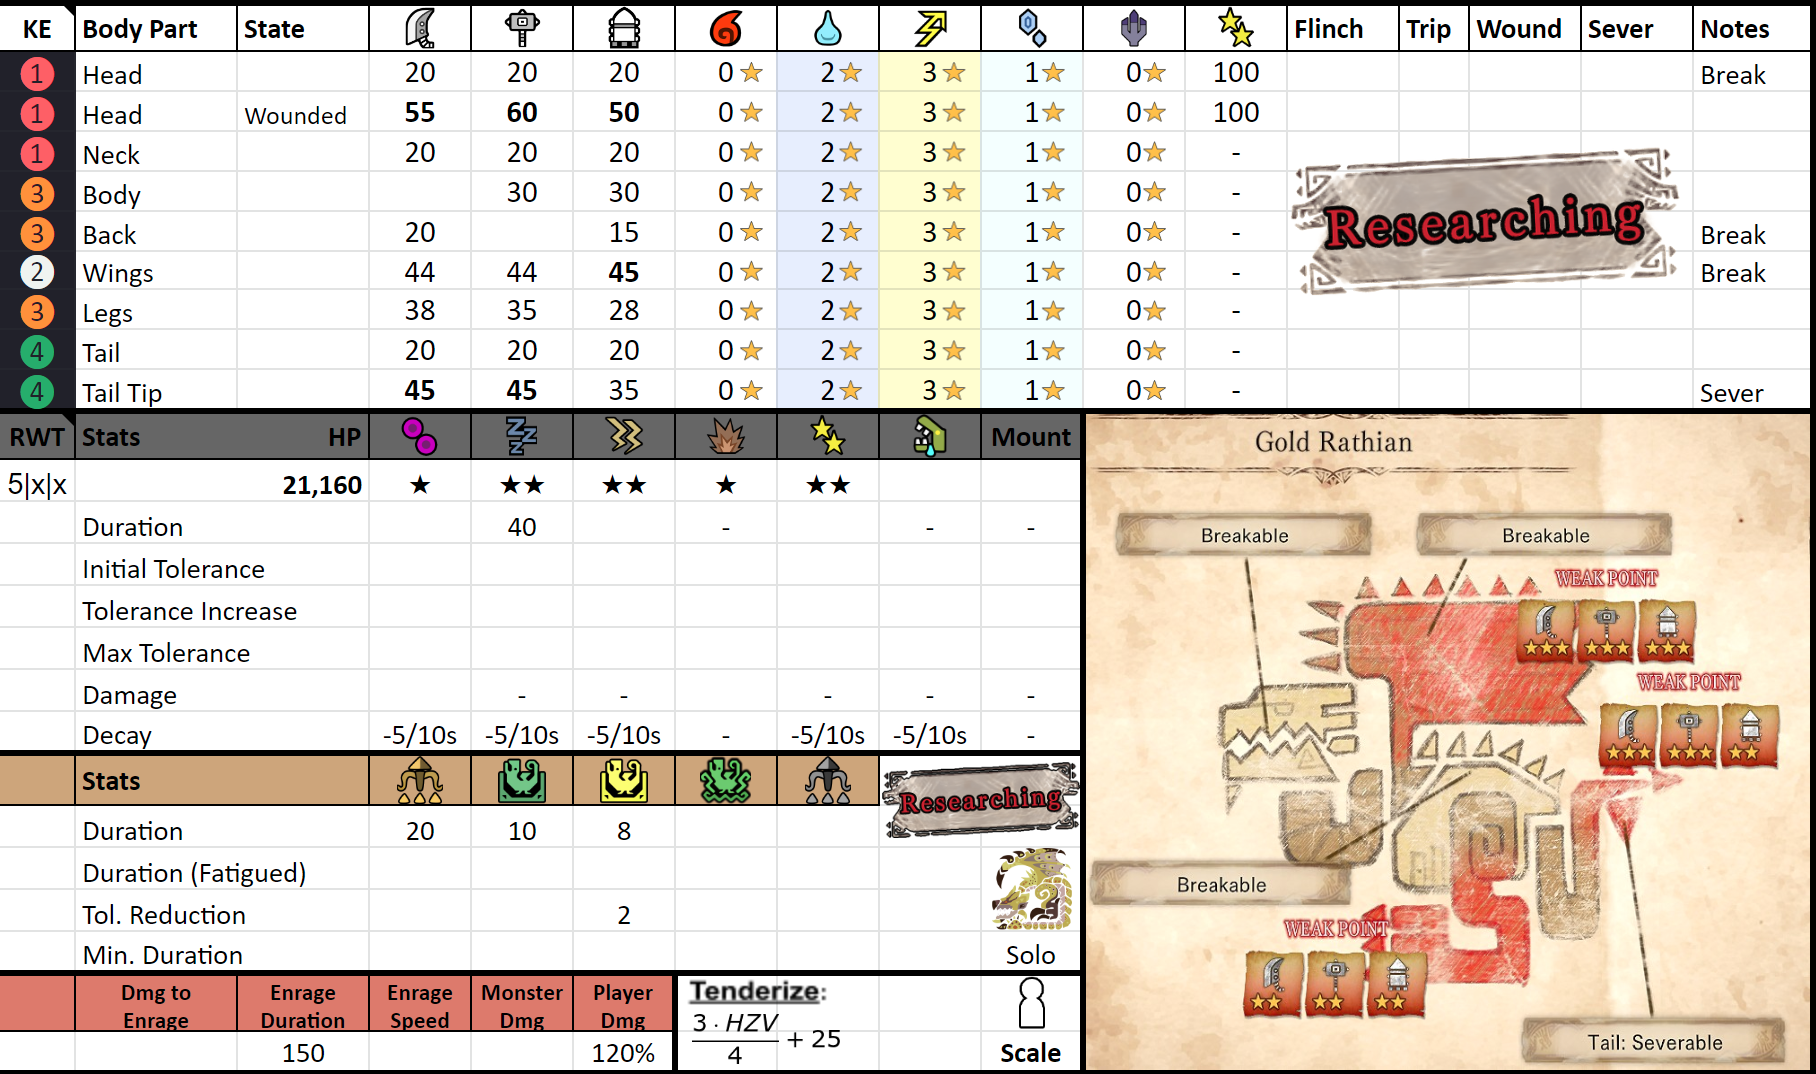 KE Body Part State Flinch Trip Wound Sever Notes
1 Head 20 20 20 0 2 3 1 0 100 Break
1 Head Wounded 55 60 50 0 2 3 1 0 100
1 Neck 20 20 20 0 2 3 1 0 -
3 Body 30 30 0 2 3 1 0 -
3 Back 20 15 0 2 3 1 0 - Break
2 Wings 44 44 45 0 2 3 1 0 - Break
3 Legs 38 35 28 0 2 3 1 0 -
4 Tail 20 20 20 0 2 3 1 0 -
4 Tail Tip 45 45 35 0 2 3 1 0 - Sever
Researching
RWT Stats HP Mount
5|x|x 21,160 ★ ★★ ★★ ★ ★★
Duration 40 - - -
Initial Tolerance
Tolerance Increase
Max Tolerance
Damage - - - - -
Decay -5/10s -5/10s -5/10s - -5/10s -5/10s -
Stats
Researching
Duration 20 10 8
Duration (Fatigued)
Tol. Reduction 2
Min. Duration Solo
Dmg to Enrage
Enrage Duration
Enrage Speed
Monster Dmg
Player Dmg
150 120%
Tenderize:
3 · HZV
4
+ 25
Scale
Gold Rathian
Breakable
Breakable
WEAK POINT
WEAK POINT
Breakable
WEAK POINT
Tail: Severable